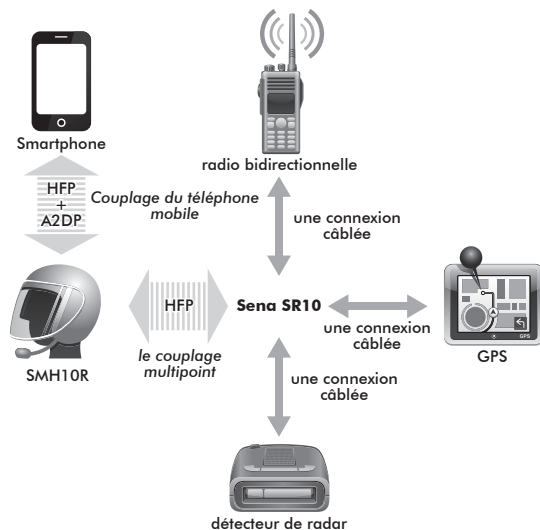 Smartphone
radio bidirectionnelle
HFP
+
A2DP
Couplage du téléphone
mobile
une connexion
câblée
HFP
Sena SR10
une connexion
câblée
GPS
GPS
SMH10R
le couplage
multipoint
une connexion
câblée
détecteur de radar